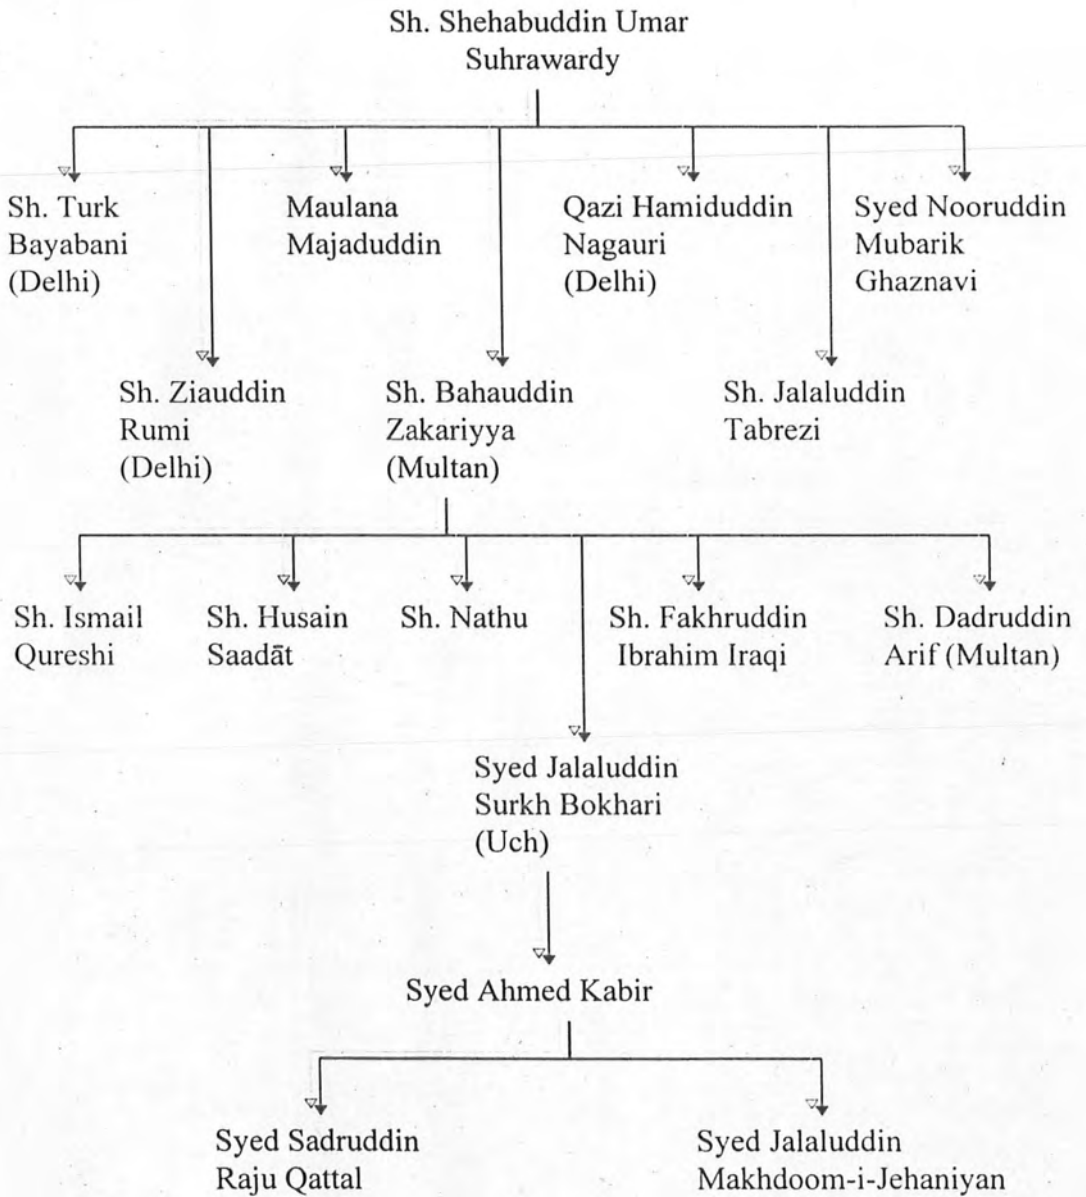 Sh. Shehabuddin Umar
Suhrawardy
Sh. Turk
Bayabani
(Delhi)
Maulana
Majaduddin
Qazi Hamiduddin
Nagauri
(Delhi)
Syed Nooruddin
Mubarik
Ghaznavi
Sh. Ziauddin
Rumi
(Delhi)
Sh. Bahauddin
Zakariyya
(Multan)
Sh. Jalaluddin
Tabrezi
Sh. Ismail
Qureshi
Sh. Husain
Saadāt
Sh. Nathu
Sh. Fakhruddin
Ibrahim Iraqi
Sh. Dadruddin
Arif (Multan)
Syed Jalaluddin
Surkh Bokhari
(Uch)
Syed Ahmed Kabir
Syed Sadruddin
Raju Qattal
Syed Jalaluddin
Makhdoom-i-Jehaniyan